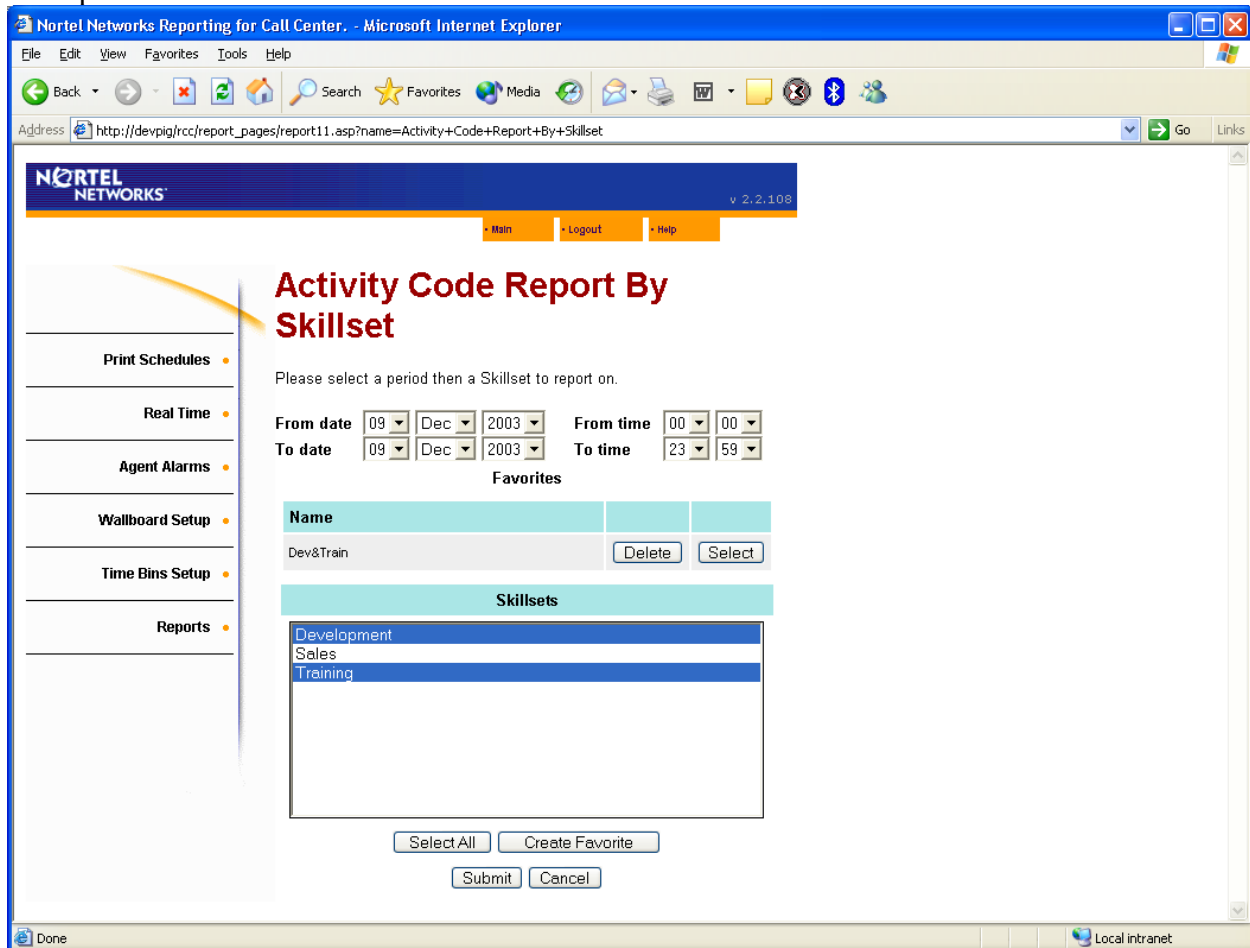 Nortel Networks Reporting for Call Center. - Microsoft Internet Explorer
File Edit View Favorites Tools Help
Back Search Favorites Media
Address http://devpig/rcc/report_pages/report11.asp?name=Activity+Code+Report+By+Skillset Go Links
NORTEL
NETWORKS
v 2.2.108
• Main • Logout • Help
Activity Code Report By
Skillset
Print Schedules
Real Time
Agent Alarms
Wallboard Setup
Time Bins Setup
Reports
Please select a period then a Skillset to report on.
From date 09 Dec 2003 From time 00 00
To date 09 Dec 2003 To time 23 59
Favorites
Name
Dev&Train Delete Select
Skillsets
Development
Sales
Training
Select All Create Favorite
Submit Cancel
Done Local intranet